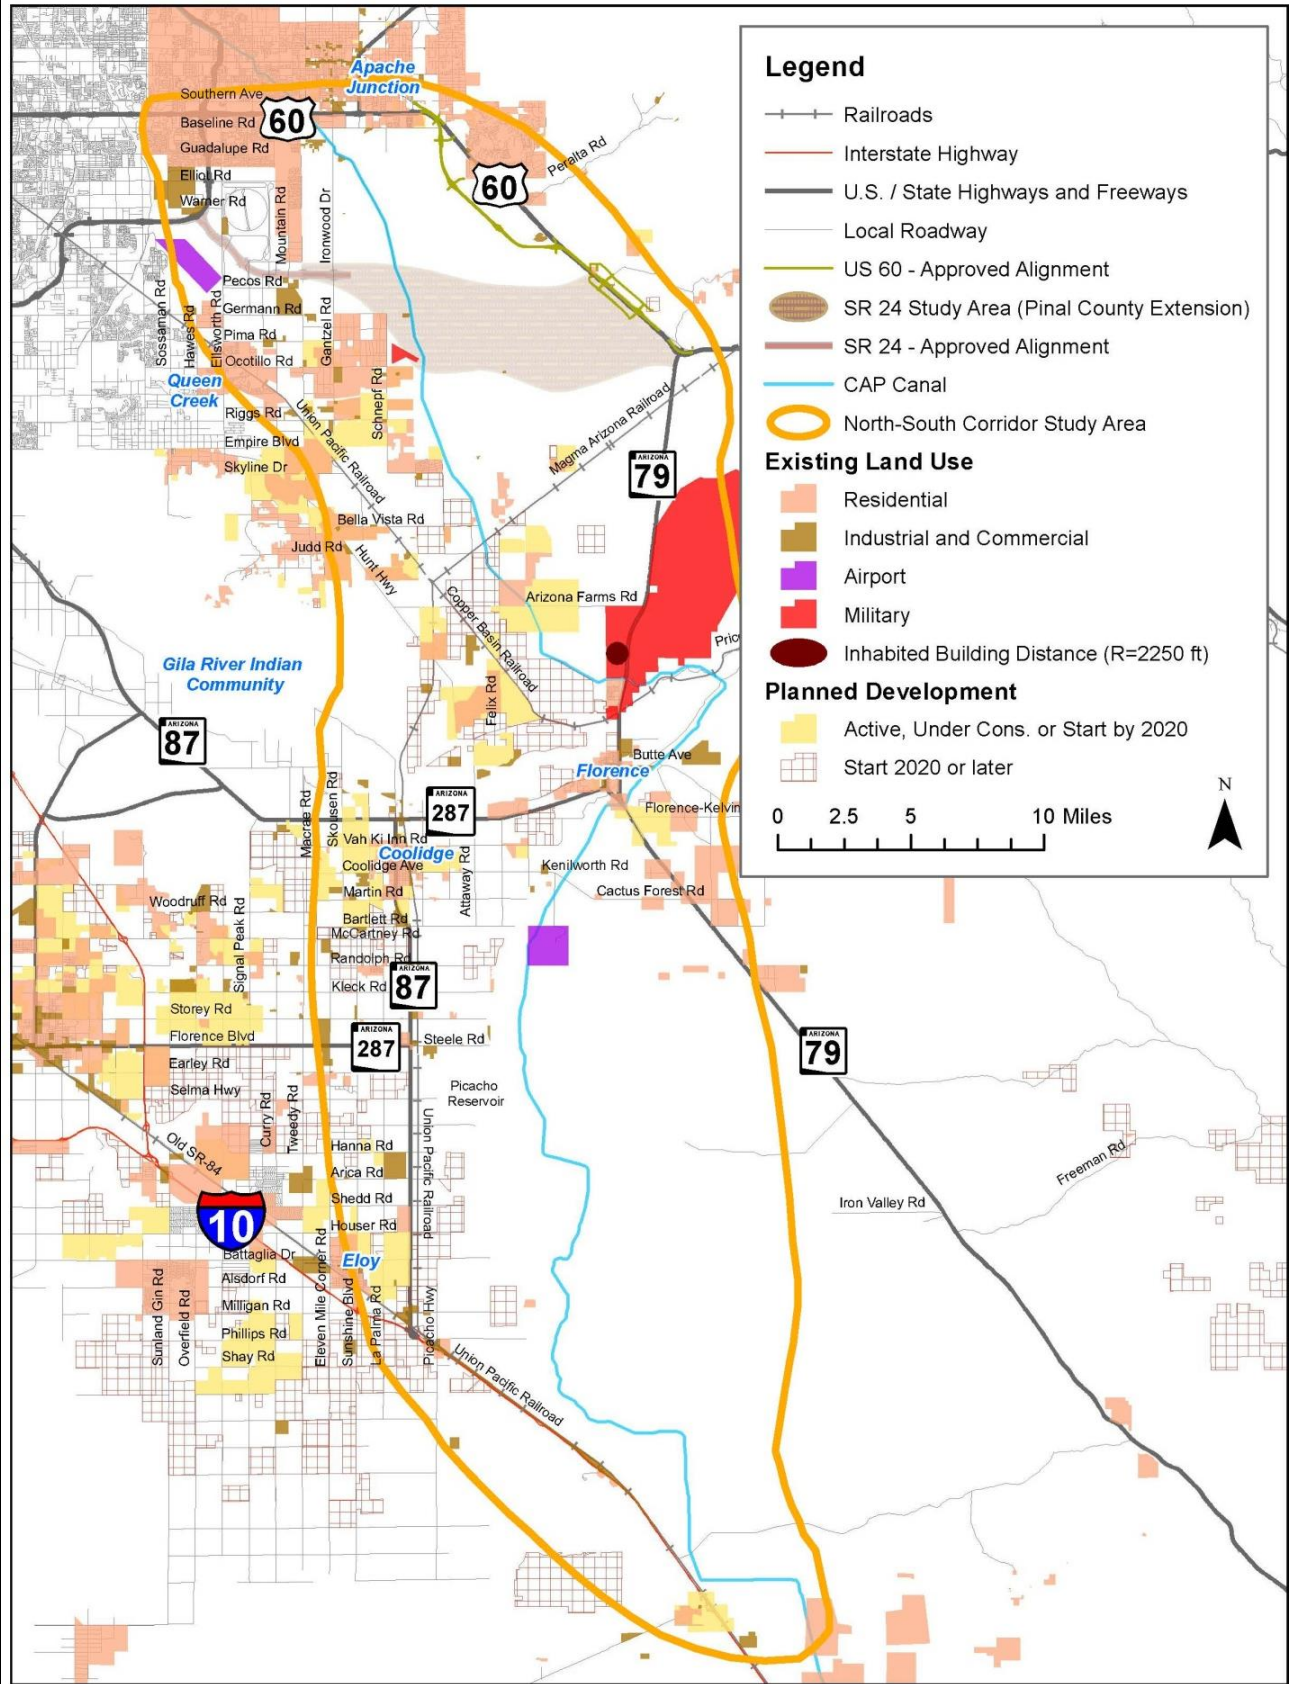 Apache
Junction
Southern Ave
60
Baseline Rd
Guadalupe Rd
Elliot Rd
Warner Rd
Peralta Rd
60
Mountain Rd
Ironwood Dr
Pecos Rd
Sossaman Rd
Hawes Rd
Ellsworth Rd
Germann Rd
Gantzel Rd
Pima Rd
Ocotillo Rd
Queen
Creek
Schnepf Rd
Riggs Rd
Union Pacific Railroad
Magma Arizona Railroad
Empire Blvd
Skyline Dr
ARIZONA
79
Bella Vista Rd
Judd Rd
Hunt Hwy
Copper Basin Railroad
Arizona Farms Rd
Gila River Indian
Community
Felix Rd
ARIZONA
87
Butte Ave
Florence
Macrae Rd
Skousen Rd
ARIZONA
287
Florence-Kelvin
Vah Ki Inn Rd
Coolidge
Coolidge Ave
Attaway Rd
Kenilworth Rd
Martin Rd
Cactus Forest Rd
Woodruff Rd
Signal Peak Rd
Bartlett Rd
McCartney Rd
Randolph Rd
ARIZONA
87
Kleck Rd
Storey Rd
Florence Blvd
ARIZONA
287
Steele Rd
ARIZONA
79
Earley Rd
Selma Hwy
Picacho
Reservoir
Curry Rd
Tweedy Rd
Union Pacific Railroad
Old SR-84
Hanna Rd
Arica Rd
Shedd Rd
Houser Rd
Freeman Rd
Iron Valley Rd
10
Battaglia Dr
Eloy
Alsdorf Rd
Milligan Rd
Phillips Rd
Shay Rd
Sunland Gin Rd
Overfield Rd
Eleven Mile Corner Rd
Sunshine Blvd
La Palma Rd
Picacho Hwy
Union Pacific Railroad
Legend
Railroads
Interstate Highway
U.S. / State Highways and Freeways
Local Roadway
US 60 - Approved Alignment
SR 24 Study Area (Pinal County Extension)
SR 24 - Approved Alignment
CAP Canal
North-South Corridor Study Area
Existing Land Use
Residential
Industrial and Commercial
Airport
Military
Inhabited Building Distance (R=2250 ft)
Planned Development
Active, Under Cons. or Start by 2020
Start 2020 or later
N
0 2.5 5 10 Miles